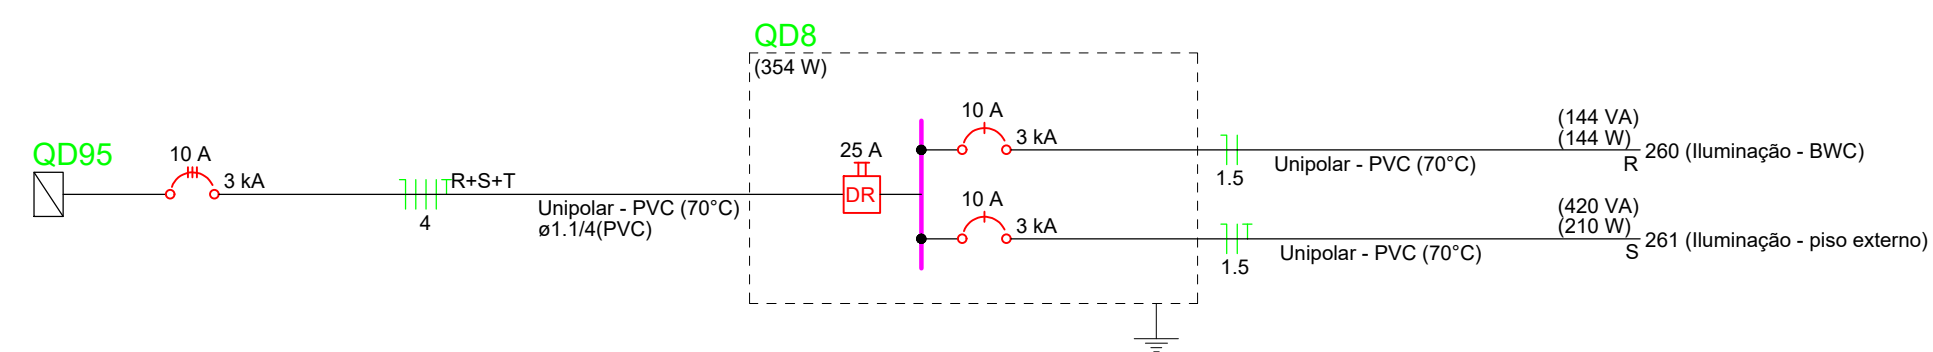 QD8
(354 W)
QD95
10 A
3 kA
R+S+T
4
Unipolar - PVC (70°C)
ø1.1/4(PVC)
25 A
DR
10 A
3 kA
1.5
Unipolar - PVC (70°C)
(144 VA)
(144 W)
R
260 (Iluminação - BWC)
10 A
3 kA
1.5
Unipolar - PVC (70°C)
(420 VA)
(210 W)
S
261 (Iluminação - piso externo)